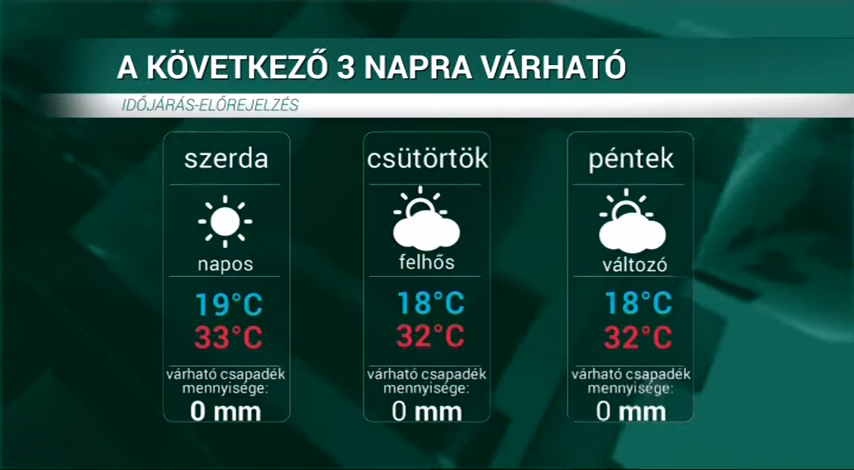 A KÖVETKEZŐ 3 NAPRA VÁRHATÓ
IDŐJÁRÁS-ELŐREJELZÉS
szerda
napos
19°C
33°C
várható csapadék
mennyisége:
0 mm
csütörtök
felhős
18°C
32°C
várható csapadék
mennyisége:
0 mm
péntek
változó
18°C
32°C
várható csapadék
mennyisége:
0 mm